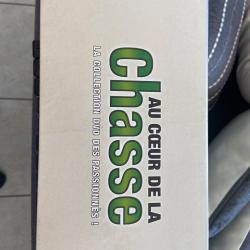 AU CŒUR DE LA
Chasse
LA COLLECTION DVD DES PASSIONNÉS !